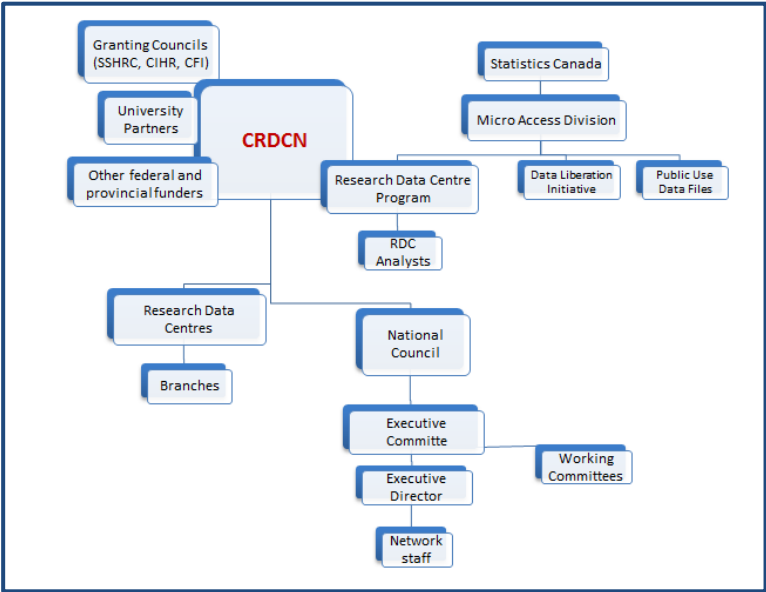 Granting Councils
(SSHRC, CIHR, CFI)
University
Partners
Other federal and
provincial funders
CRDCN
Statistics Canada
Micro Access Division
Research Data Centre
Program
Data Liberation
Initiative
Public Use
Data Files
RDC
Analysts
Research Data
Centres
Branches
National
Council
Executive
Committe
Working
Committees
Executive
Director
Network
staff